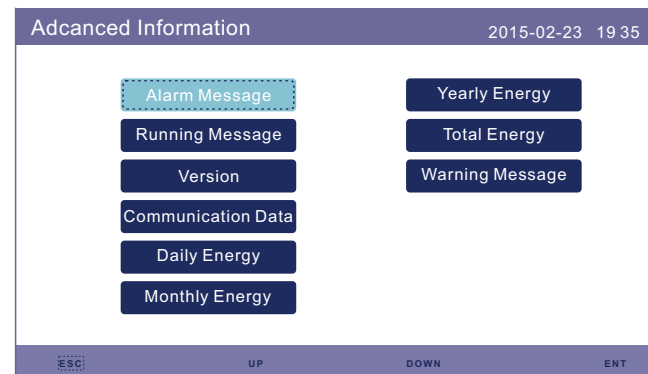 Adcanced Information
2015-02-23 19 35
Alarm Message
Running Message
Version
Communication Data
Daily Energy
Monthly Energy
Yearly Energy
Total Energy
Warning Message
ESC UP DOWN ENT